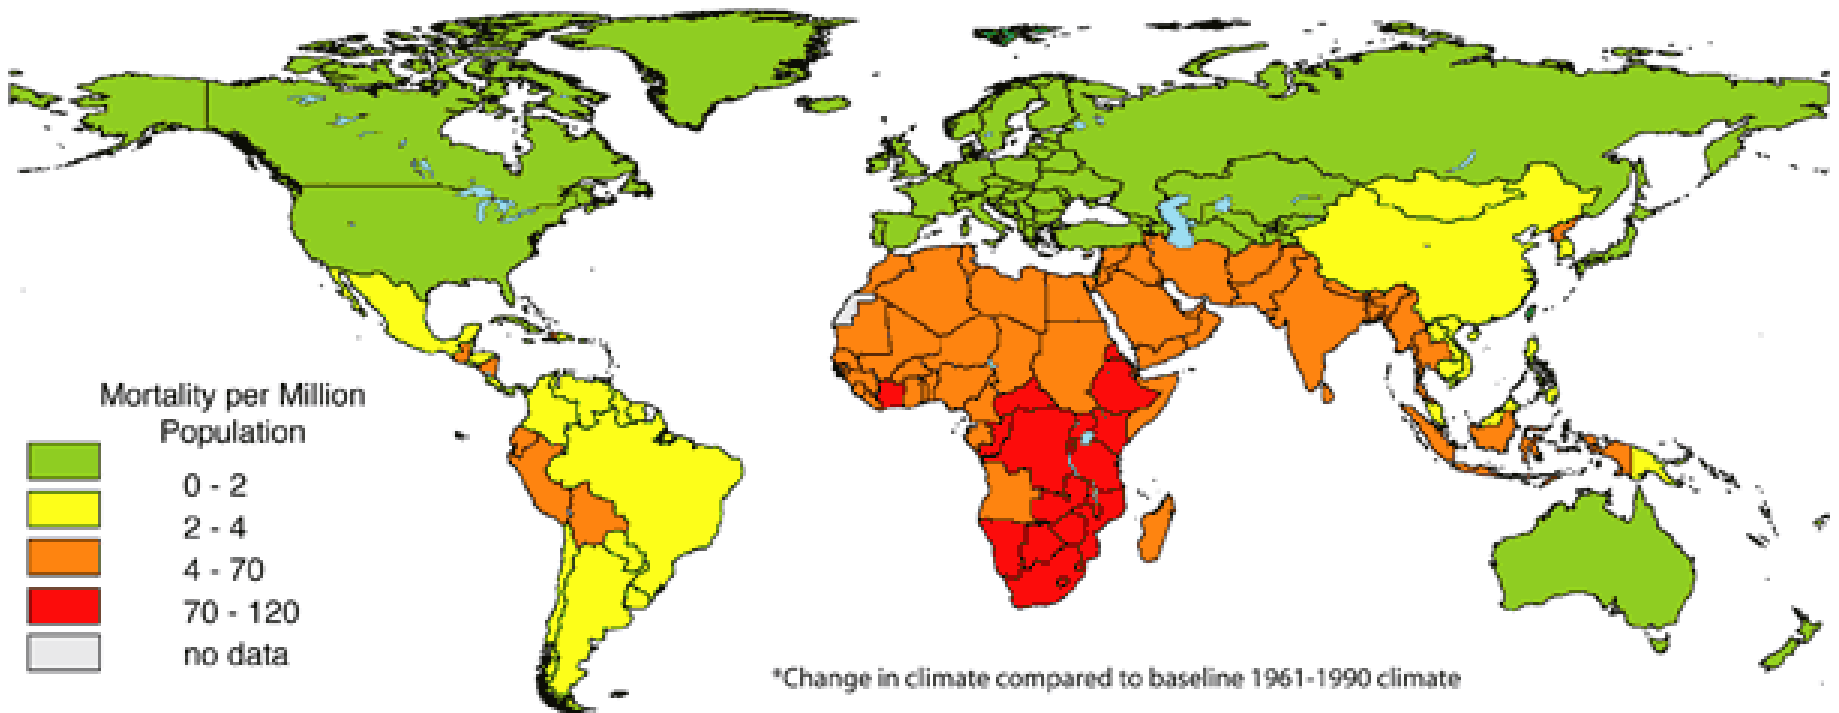 Mortality per Million
Population
0 - 2
2 - 4
4 - 70
70 - 120
no data
*Change in climate compared to baseline 1961-1990 climate